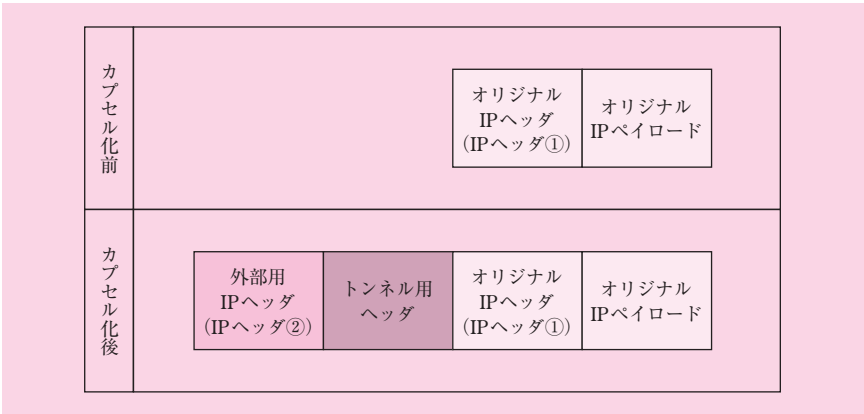 カプセル化前
オリジナル
IPヘッダ
(IPヘッダ①)
オリジナル
IPペイロード
カプセル化後
外部用
IPヘッダ
(IPヘッダ②)
トンネル用
ヘッダ
オリジナル
IPヘッダ
(IPヘッダ①)
オリジナル
IPペイロード